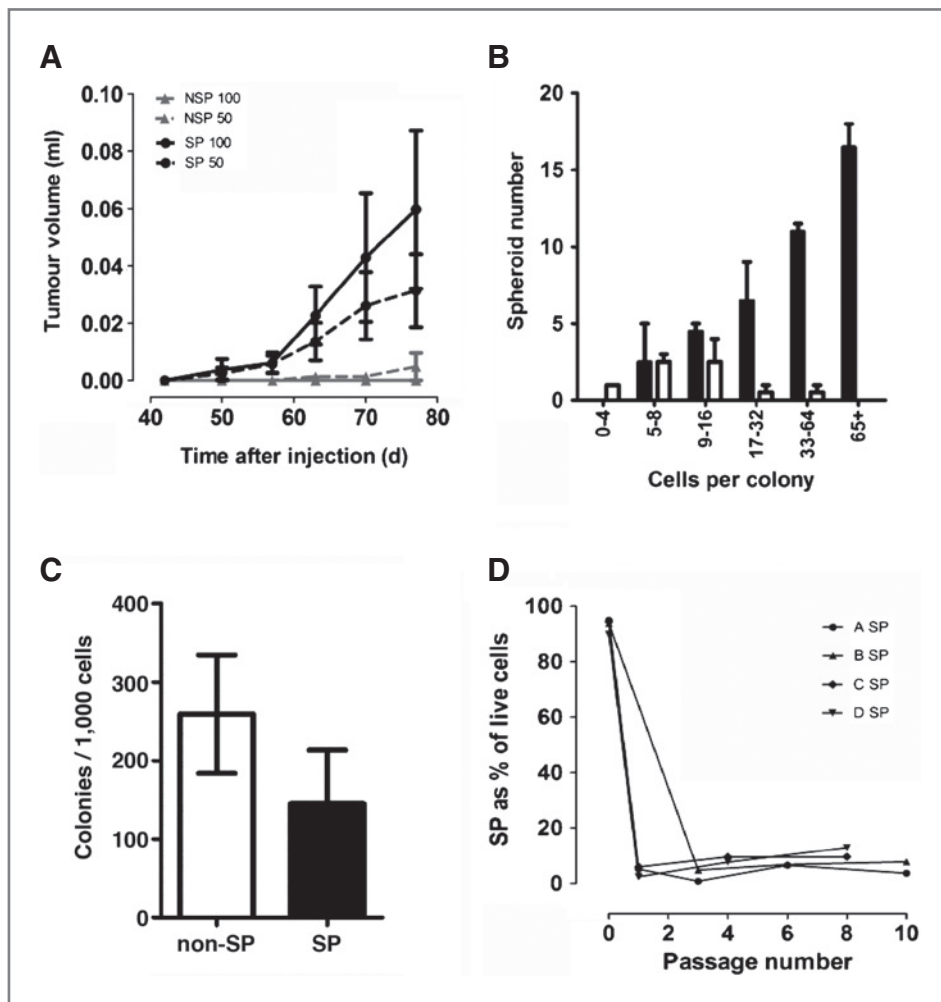 A
Tumour volume (ml)
0.10
0.08
0.06
0.04
0.02
0.00
NSP 100
NSP 50
SP 100
SP 50
40 50 60 70 80
Time after injection (d)
B
Spheroid number
20
15
10
5
0
0-4 5-8 9-16 17-32 33-64 65+
Cells per colony
C
Colonies / 1,000 cells
400
300
200
100
0
non-SP SP
D
SP as % of live cells
100
80
60
40
20
0
A SP
B SP
C SP
D SP
0 2 4 6 8 10
Passage number